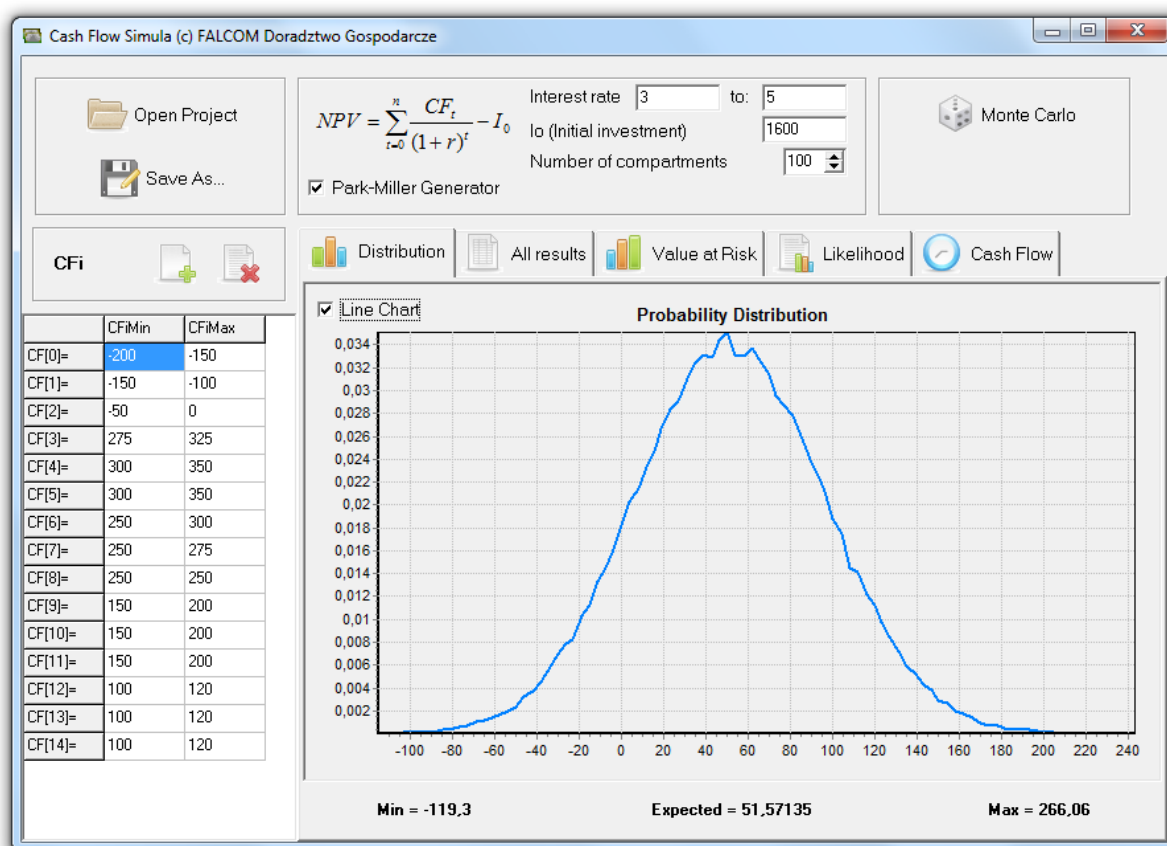 Cash Flow Simula (c) FALCOM Doradztwo Gospodarcze
Open Project
Save As...
NPV = \sum_{t=0}^{n} \frac{CF_t}{(1+r)^t} - I_0
Interest rate 3 to: 5
Io (Initial investment) 1600
Number of compartments 100
Park-Miller Generator
Monte Carlo
CFi
Distribution
All results
Value at Risk
Likelihood
Cash Flow
CFiMin CFiMax
CF[0]= -200 -150
CF[1]= -150 -100
CF[2]= -50 0
CF[3]= 275 325
CF[4]= 300 350
CF[5]= 300 350
CF[6]= 250 300
CF[7]= 250 275
CF[8]= 250 250
CF[9]= 150 200
CF[10]= 150 200
CF[11]= 150 200
CF[12]= 100 120
CF[13]= 100 120
CF[14]= 100 120
Line Chart
Probability Distribution
0,034
0,032
0,03
0,028
0,026
0,024
0,022
0,02
0,018
0,016
0,014
0,012
0,01
0,008
0,006
0,004
0,002
-100 -80 -60 -40 -20 0 20 40 60 80 100 120 140 160 180 200 220 240
Min = -119,3 Expected = 51,57135 Max = 266,06